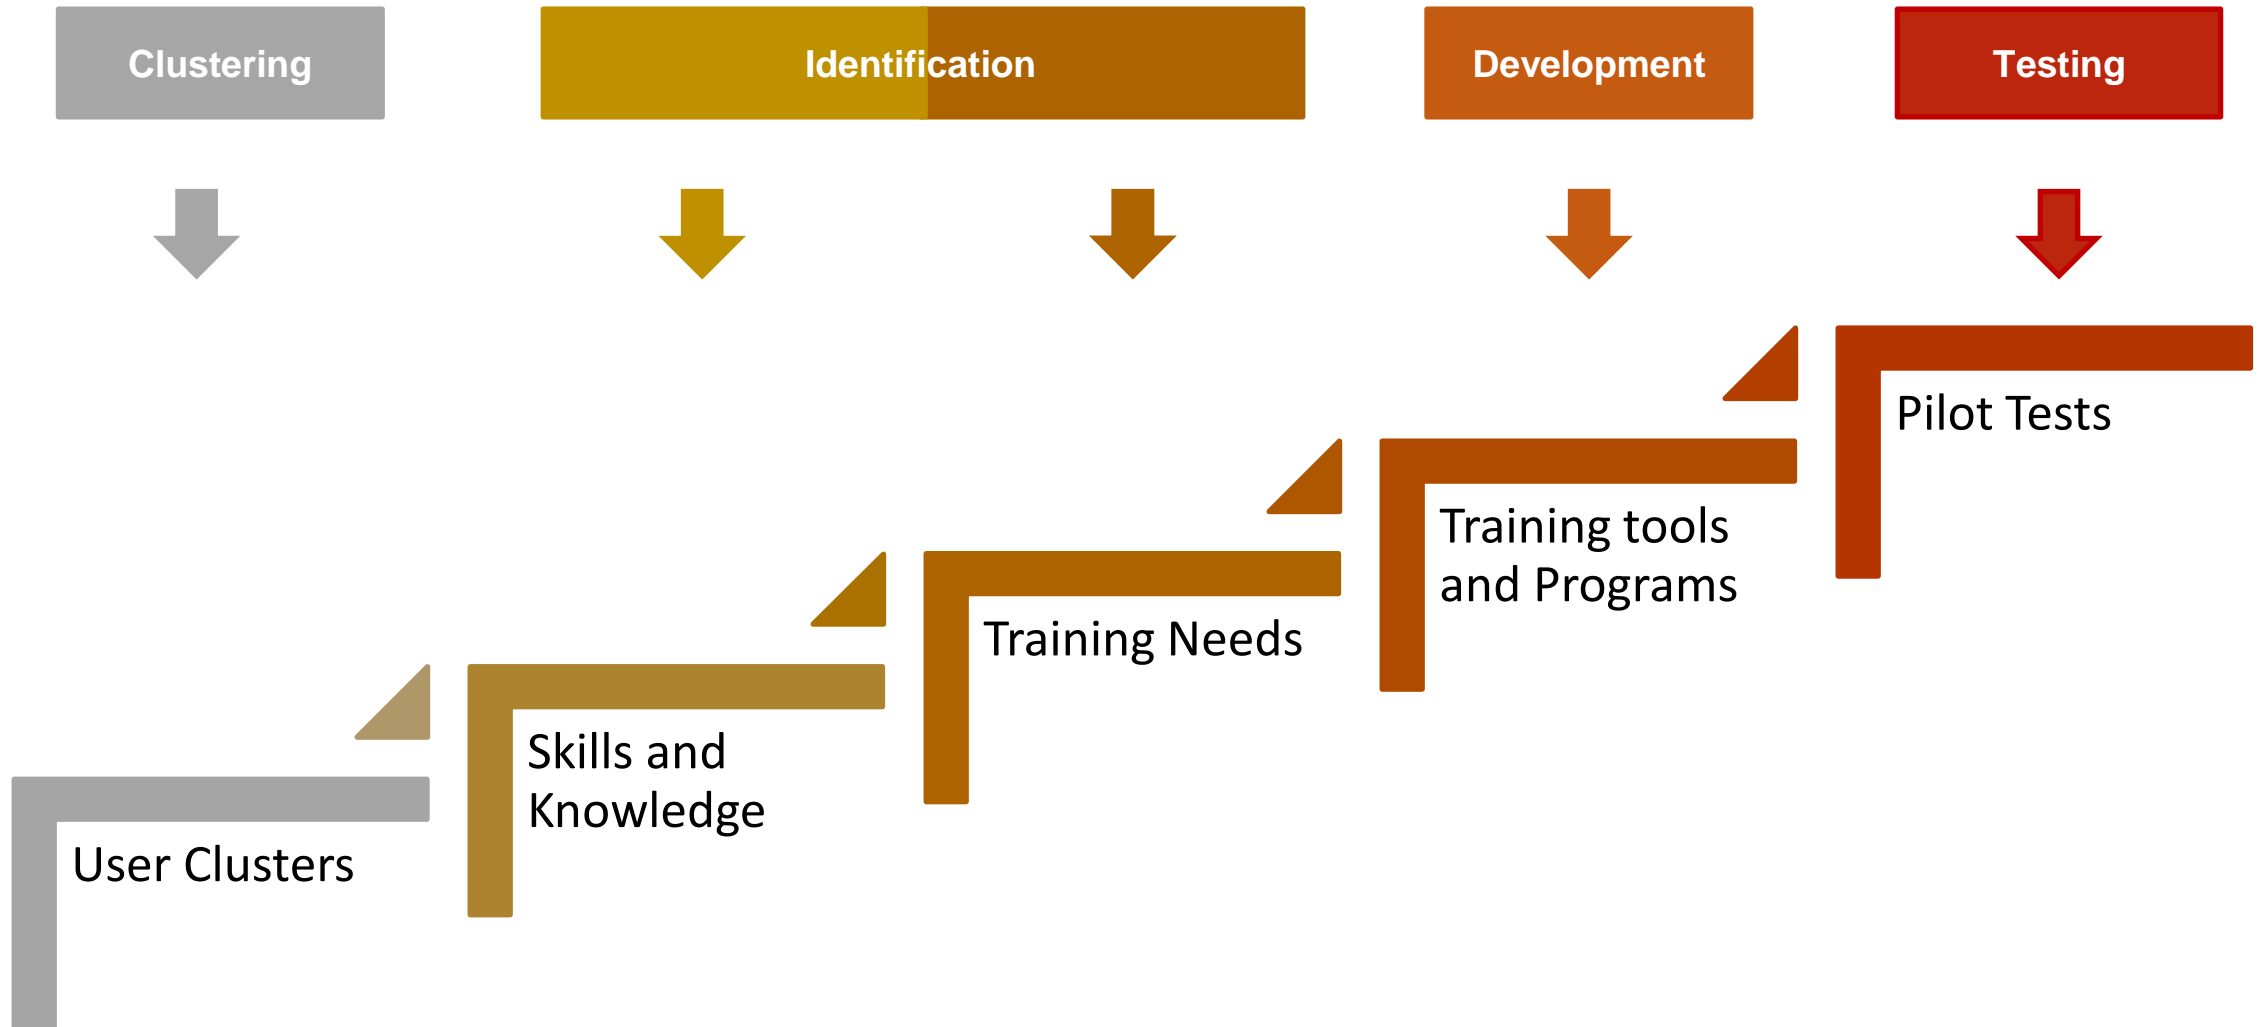 Clustering
Identification
Development
Testing
Pilot Tests
Training tools
and Programs
Training Needs
Skills and
Knowledge
User Clusters